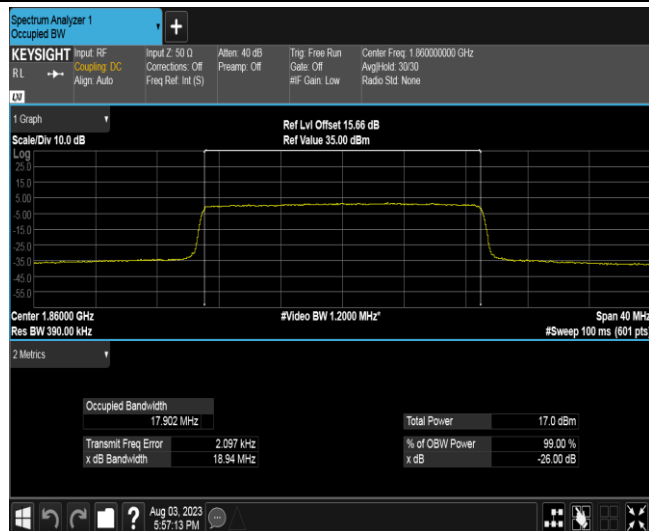 Spectrum Analyzer 1
Occupied BW
+
KEYSIGHT Input: RF Input Z: 50 Ω Atten: 40 dB Trig: Free Run Center Freq: 1.860000000 GHz
RL Coupling: DC Corrections: Off Preamp: Off Gate: Off Avg|Hold: 30/30
Align: Auto Freq Ref: Int (S) #IF Gain: Low Radio Std: None
LXI
1 Graph
Ref Lvl Offset 15.66 dB
Scale/Div 10.0 dB Ref Value 35.00 dBm
Log
25.0
15.0
5.00
-5.00
-15.0
-25.0
-35.0
-45.0
-55.0
Center 1.86000 GHz #Video BW 1.2000 MHz* Span 40 MHz
Res BW 390.00 kHz #Sweep 100 ms (601 pts)
2 Metrics
Occupied Bandwidth
17.902 MHz Total Power 17.0 dBm
Transmit Freq Error 2.097 kHz % of OBW Power 99.00 %
x dB Bandwidth 18.94 MHz x dB -26.00 dB
? Aug 03, 2023
5:57:13 PM